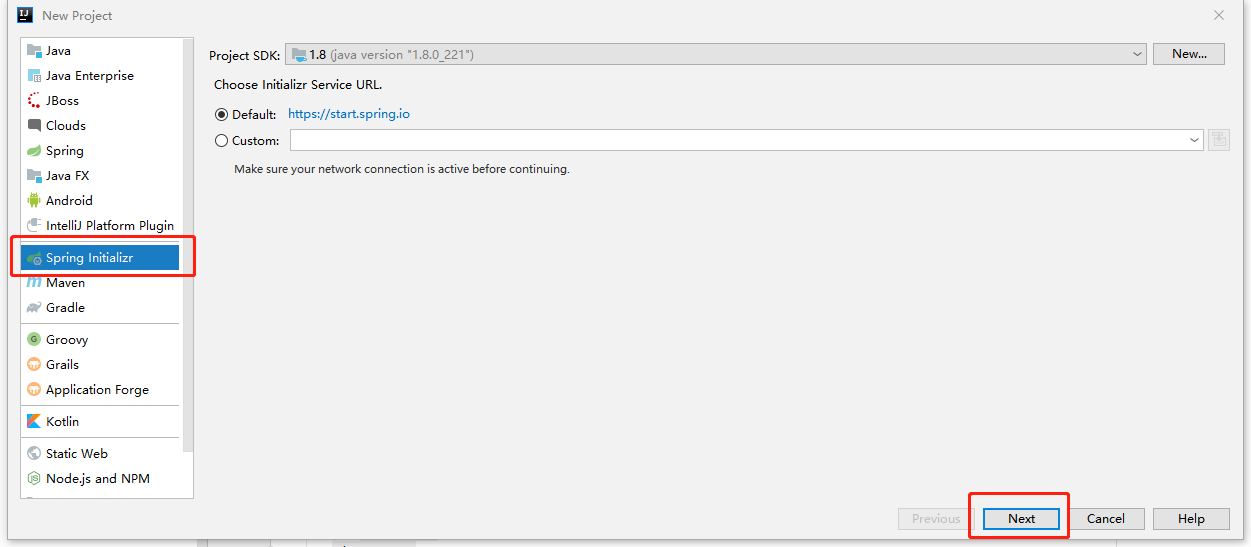 New Project
Java
Java Enterprise
JBoss
Clouds
Spring
Java FX
Android
IntelliJ Platform Plugin
Spring Initializr
Maven
Gradle
Groovy
Grails
Application Forge
Kotlin
Static Web
Node.js and NPM
Project SDK: 1.8 (java version "1.8.0_221") New...
Choose Initializr Service URL.
Default: https://start.spring.io
Custom:
Make sure your network connection is active before continuing.
Previous Next Cancel Help